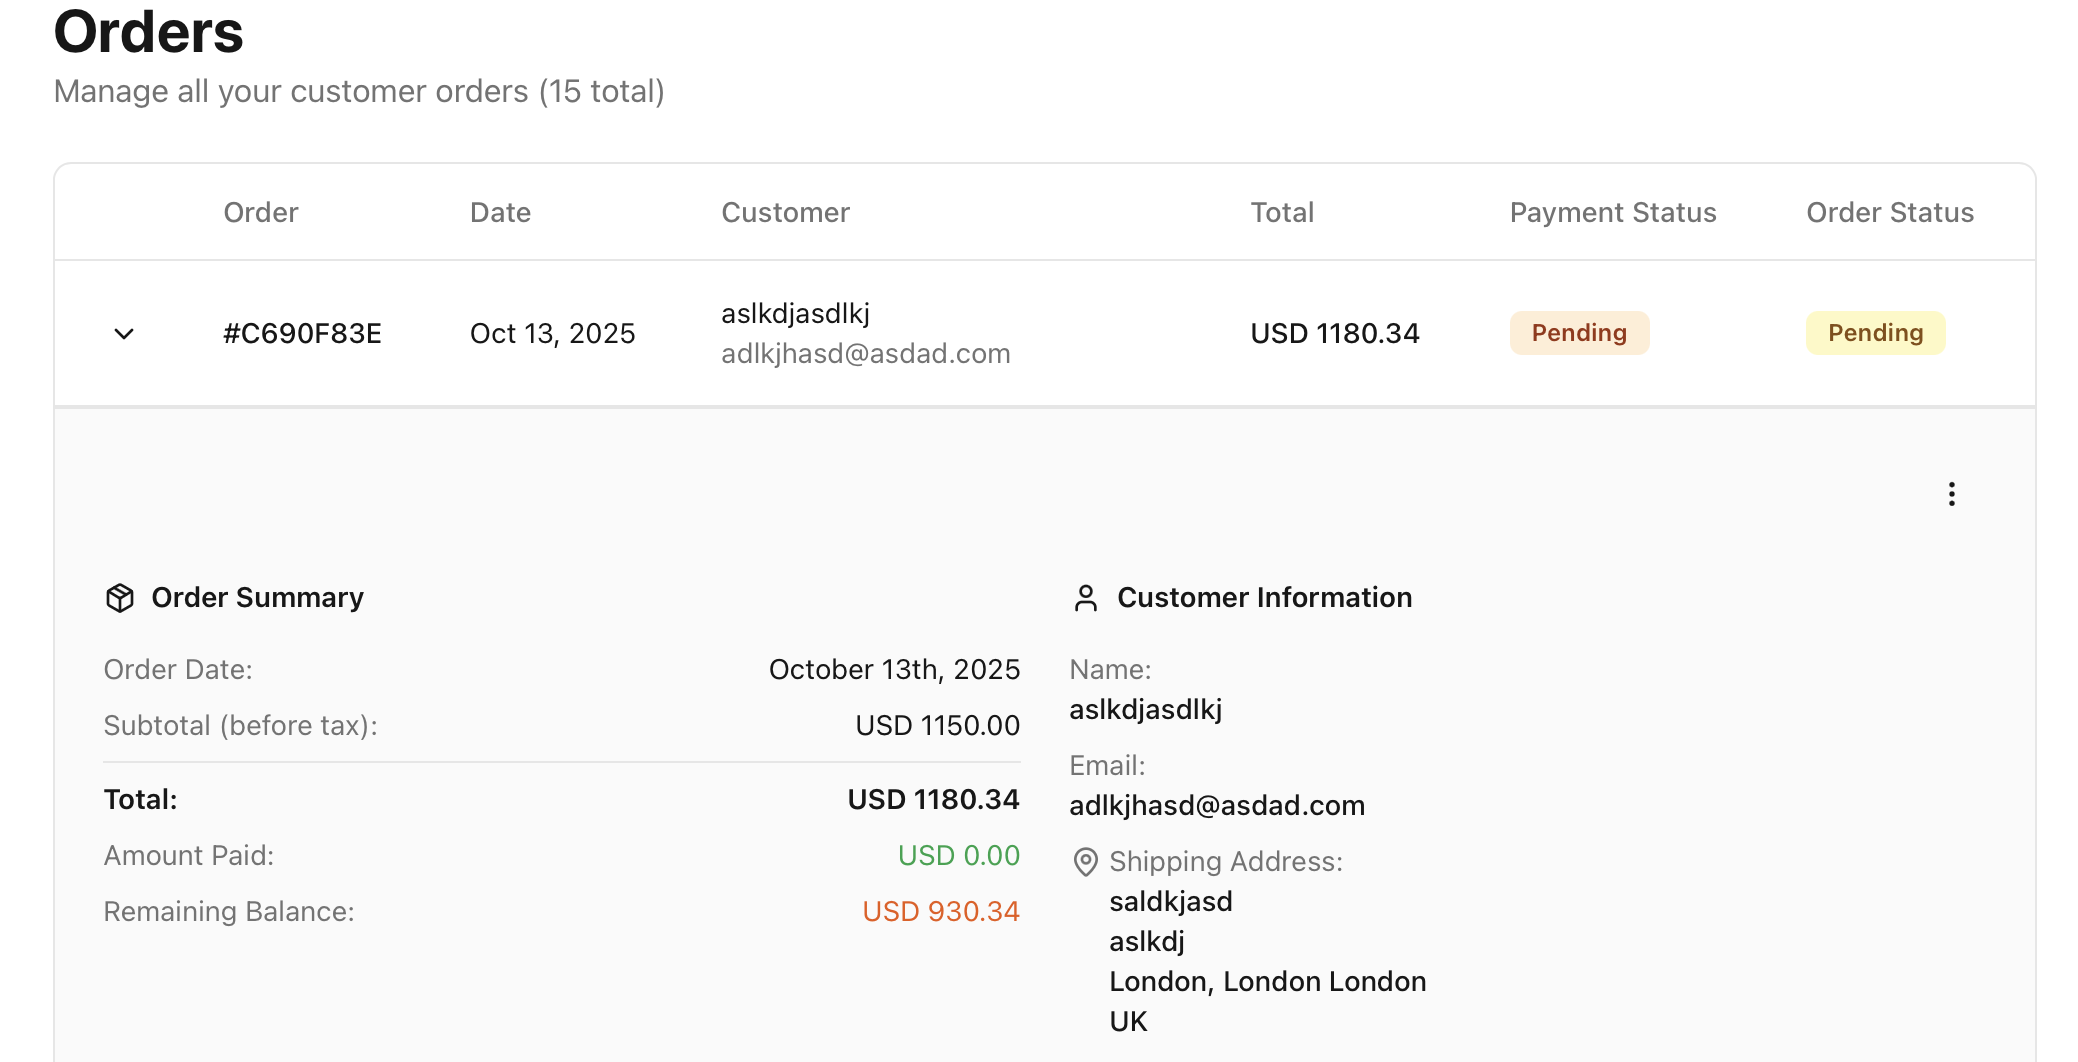 Orders
Manage all your customer orders (15 total)
Order Date Customer Total Payment Status Order Status
#C690F83E Oct 13, 2025 aslkdjasdlkj USD 1180.34 Pending Pending
adlkjhasd@asdad.com
Order Summary
Order Date: October 13th, 2025
Subtotal (before tax): USD 1150.00
Total: USD 1180.34
Amount Paid: USD 0.00
Remaining Balance: USD 930.34
Customer Information
Name:
aslkdjasdlkj
Email:
adlkjhasd@asdad.com
Shipping Address:
saldkjasd
aslkdj
London, London London
UK